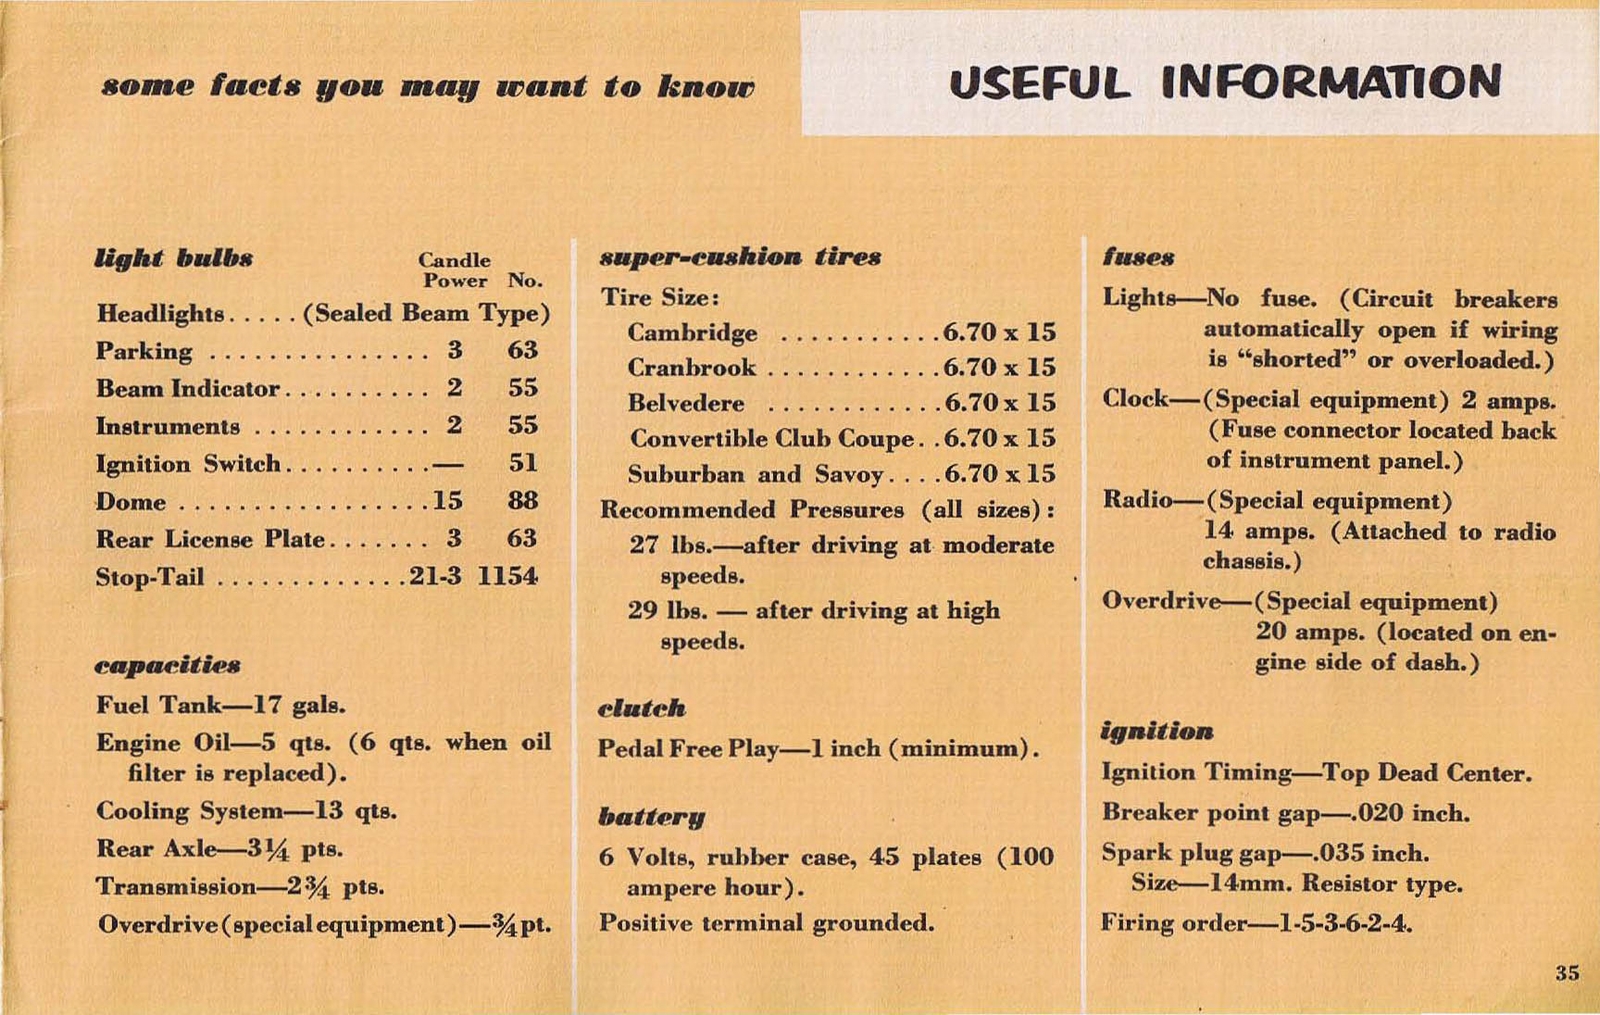 some facts you may want to know
USEFUL INFORMATION
light bulbs
Candle
Power No.
Headlights. . . . . (Sealed Beam Type)
Parking . . . . . . . . . . . . . . . 3 63
Beam Indicator. . . . . . . . . . 2 55
Instruments . . . . . . . . . . . . 2 55
Ignition Switch. . . . . . . . . .— 51
Dome . . . . . . . . . . . . . . . . .15 88
Rear License Plate. . . . . . . 3 63
Stop-Tail . . . . . . . . . . . . .21-3 1154
capacities
Fuel Tank—17 gals.
Engine Oil—5 qts. (6 qts. when oil
filter is replaced).
Cooling System—13 qts.
Rear Axle—3¼ pts.
Transmission—2¾ pts.
Overdrive (special equipment)—¾ pt.
super-cushion tires
Tire Size:
Cambridge . . . . . . . . . . .6.70 x 15
Cranbrook . . . . . . . . . . . .6.70 x 15
Belvedere . . . . . . . . . . . .6.70 x 15
Convertible Club Coupe. . .6.70 x 15
Suburban and Savoy. . . .6.70 x 15
Recommended Pressures (all sizes):
27 lbs.—after driving at moderate
speeds.
29 lbs. — after driving at high
speeds.
clutch
Pedal Free Play—1 inch (minimum).
battery
6 Volts, rubber case, 45 plates (100
ampere hour).
Positive terminal grounded.
fuses
Lights—No fuse. (Circuit breakers
automatically open if wiring
is “shorted” or overloaded.)
Clock—(Special equipment) 2 amps.
(Fuse connector located back
of instrument panel.)
Radio—(Special equipment)
14 amps. (Attached to radio
chassis.)
Overdrive—(Special equipment)
20 amps. (located on en-
gine side of dash.)
ignition
Ignition Timing—Top Dead Center.
Breaker point gap—.020 inch.
Spark plug gap—.035 inch.
Size—14mm. Resistor type.
Firing order—1-5-3-6-2-4.
35